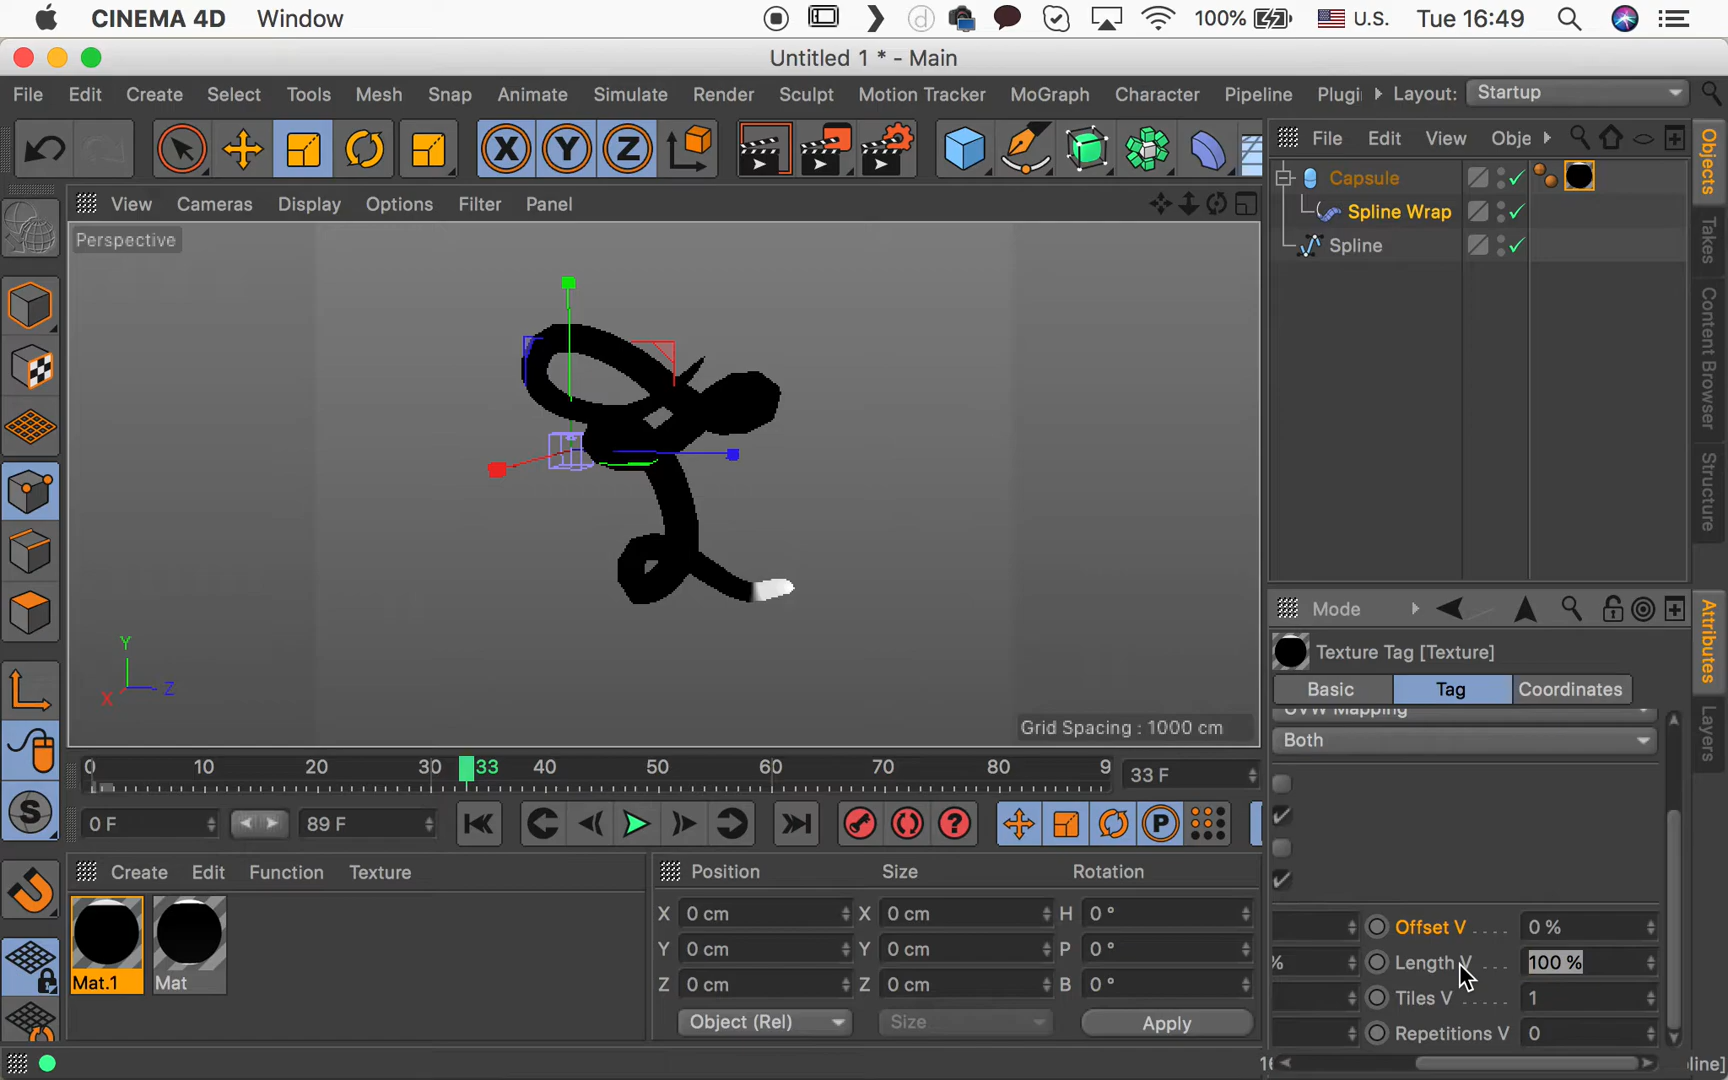 CINEMA 4D Window
100% U.S. Tue 16:49
Untitled 1 * - Main
File Edit Create Select Tools Mesh Snap Animate Simulate Render Sculpt Motion Tracker MoGraph Character Pipeline Plugi Layout: Startup
X Y Z
File Edit View Obje
Objects
Takes
Content Browser
Structure
Capsule
Spline Wrap
Spline
View Cameras Display Options Filter Panel
Perspective
Y
X
Z
Grid Spacing : 1000 cm
0 10 20 30 33 40 50 60 70 80 9 33 F
0 F 89 F
P
Create Edit Function Texture
Mat.1 Mat
Position Size Rotation
X 0 cm X 0 cm H 0 °
Y 0 cm Y 0 cm P 0 °
Z 0 cm Z 0 cm B 0 °
Object (Rel) Size Apply
Mode
Attributes
Layers
Texture Tag [Texture]
Basic Tag Coordinates
UVW Mapping
Both
Offset V . . . . 0 %
% Length V . . . 100 %
Tiles V . . . . . 1
Repetitions V 0
pline]